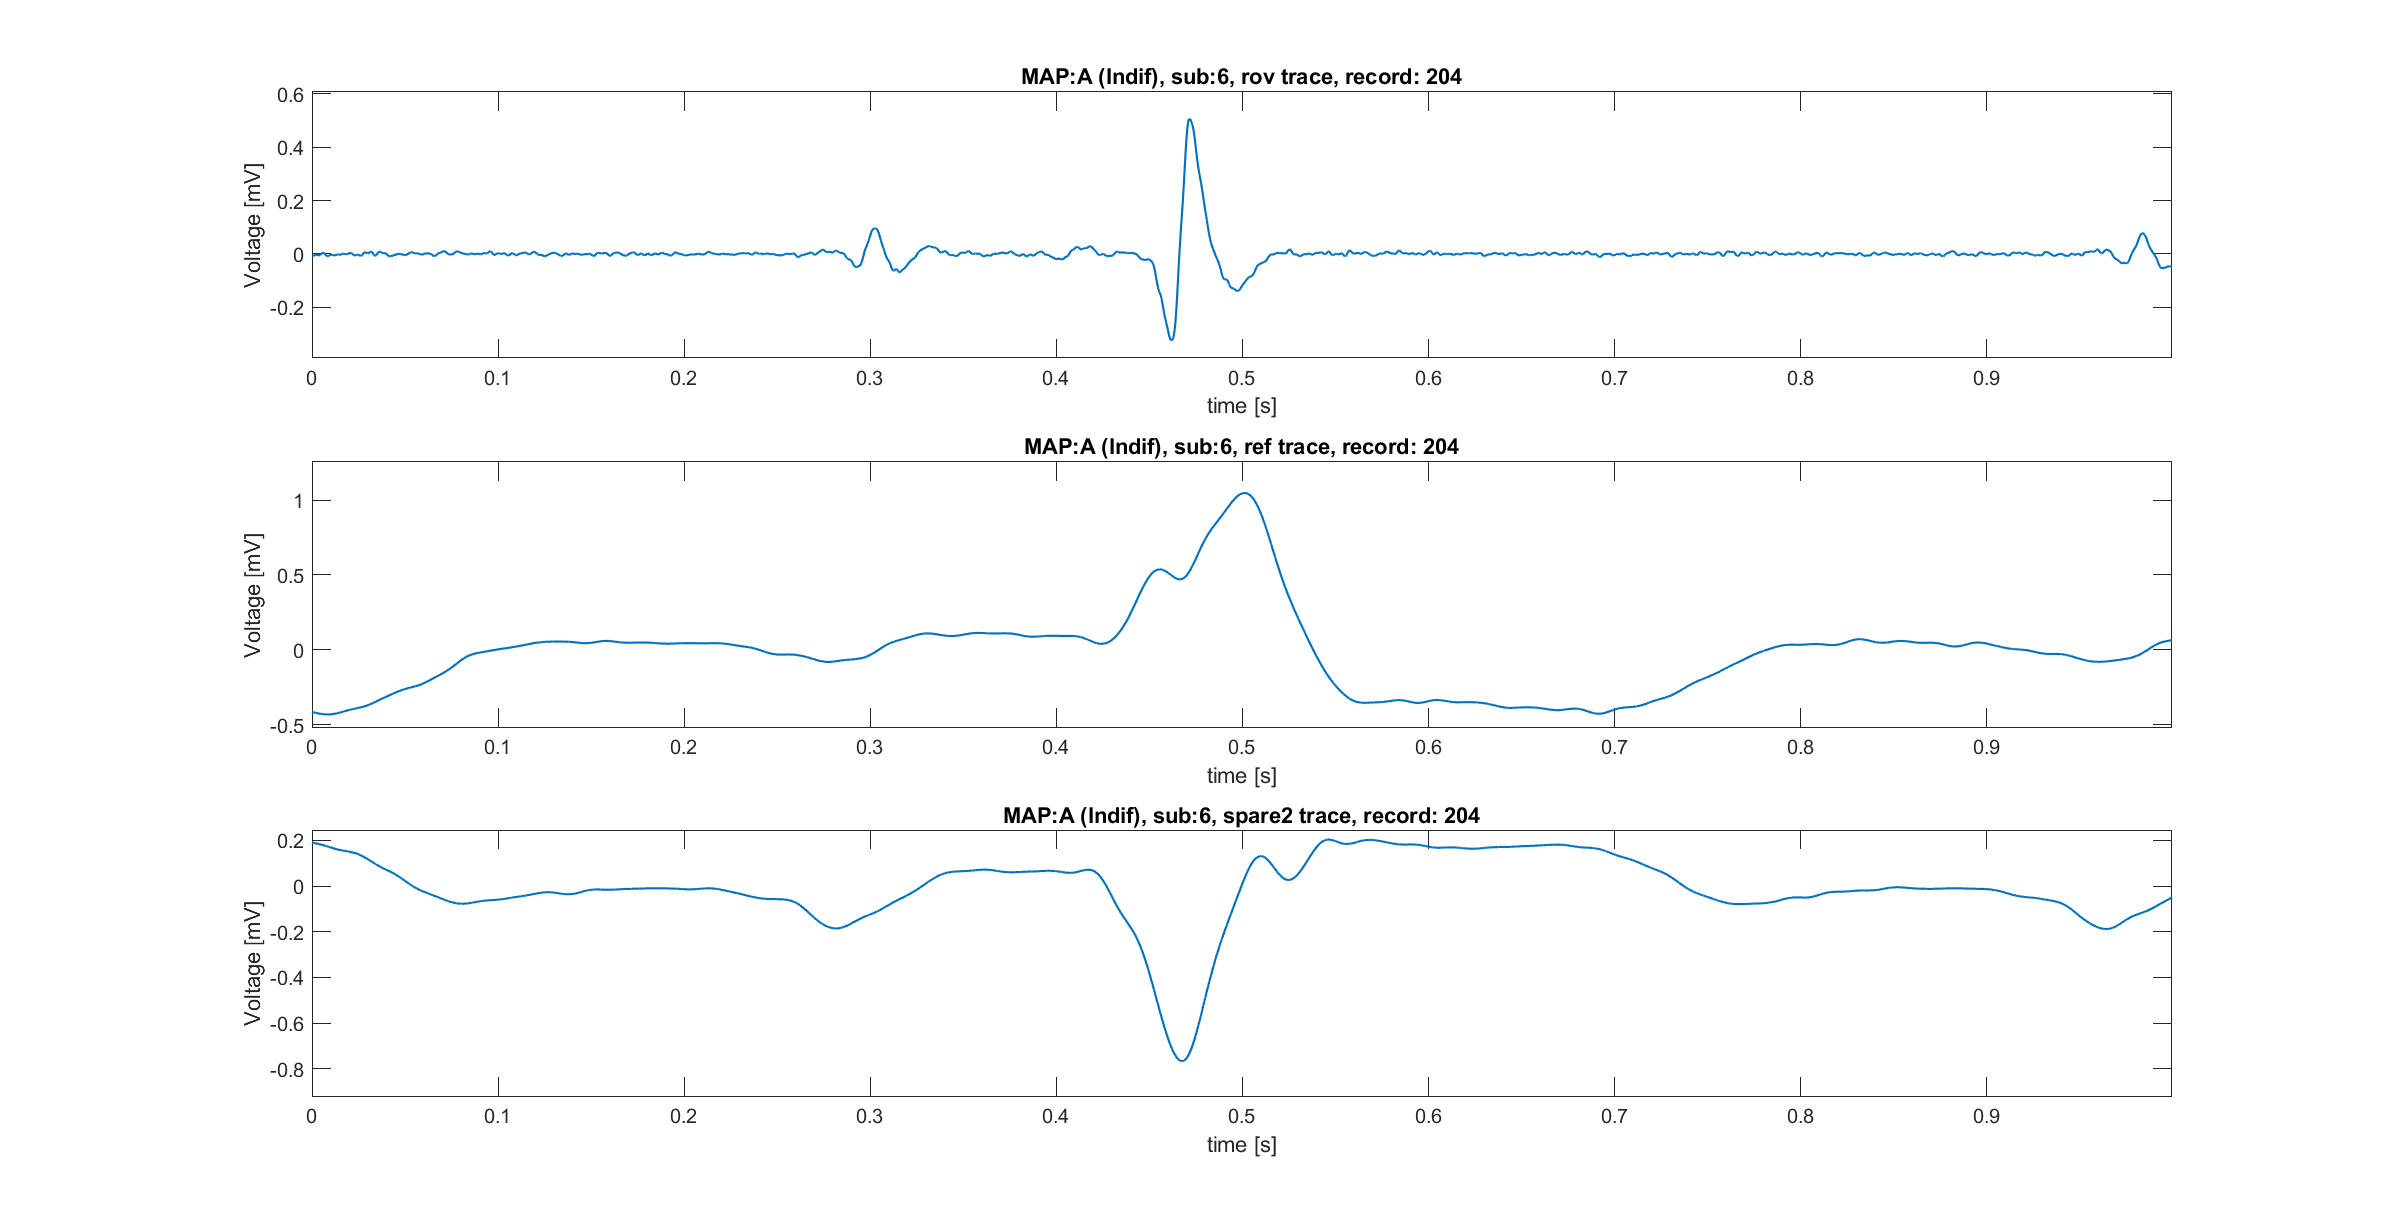 MAP:A (Indif), sub:6, rov trace, record: 204
Voltage [mV]
0.6
0.4
0.2
0
-0.2
0 0.1 0.2 0.3 0.4 0.5 0.6 0.7 0.8 0.9
time [s]
MAP:A (Indif), sub:6, ref trace, record: 204
Voltage [mV]
1
0.5
0
-0.5
0 0.1 0.2 0.3 0.4 0.5 0.6 0.7 0.8 0.9
time [s]
MAP:A (Indif), sub:6, spare2 trace, record: 204
Voltage [mV]
0.2
0
-0.2
-0.4
-0.6
-0.8
0 0.1 0.2 0.3 0.4 0.5 0.6 0.7 0.8 0.9
time [s]